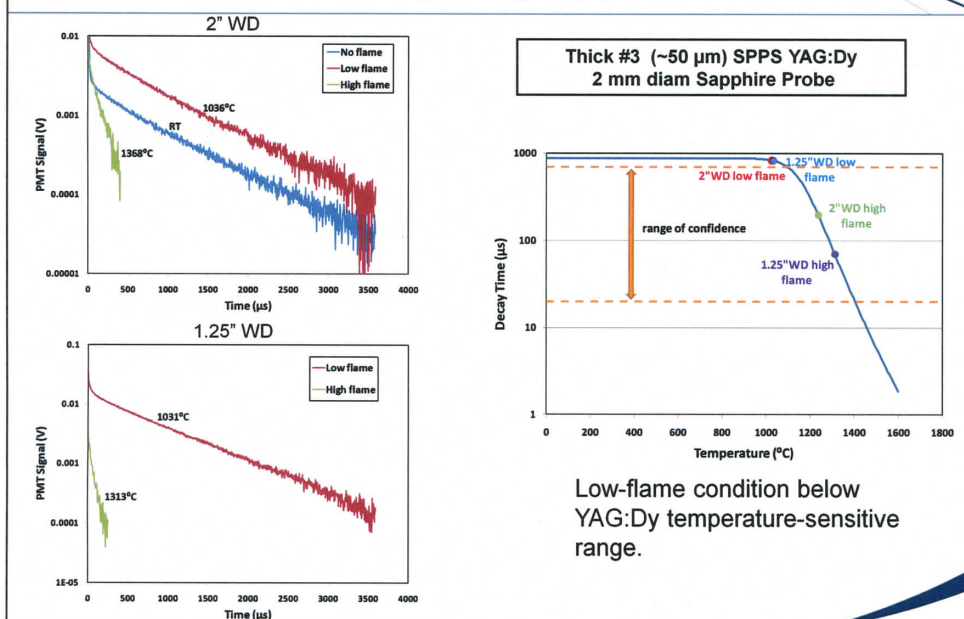 2" WD
0.01
0.001
0.0001
0.00001
PMT Signal (V)
No flame
Low flame
High flame
1036°C
RT
1368°C
0 500 1000 1500 2000 2500 3000 3500 4000
Time (µs)
1.25" WD
0.1
0.01
0.001
0.0001
1E-05
PMT Signal (V)
Low flame
High flame
1031°C
1313°C
0 500 1000 1500 2000 2500 3000 3500 4000
Time (µs)
Thick #3 (~50 µm) SPPS YAG:Dy
2 mm diam Sapphire Probe
1000
100
10
1
Decay Time (µs)
1.25"WD low
flame
2"WD low flame
2"WD high
flame
range of confidence
1.25"WD high
flame
0 200 400 600 800 1000 1200 1400 1600 1800
Temperature (°C)
Low-flame condition below
YAG:Dy temperature-sensitive
range.